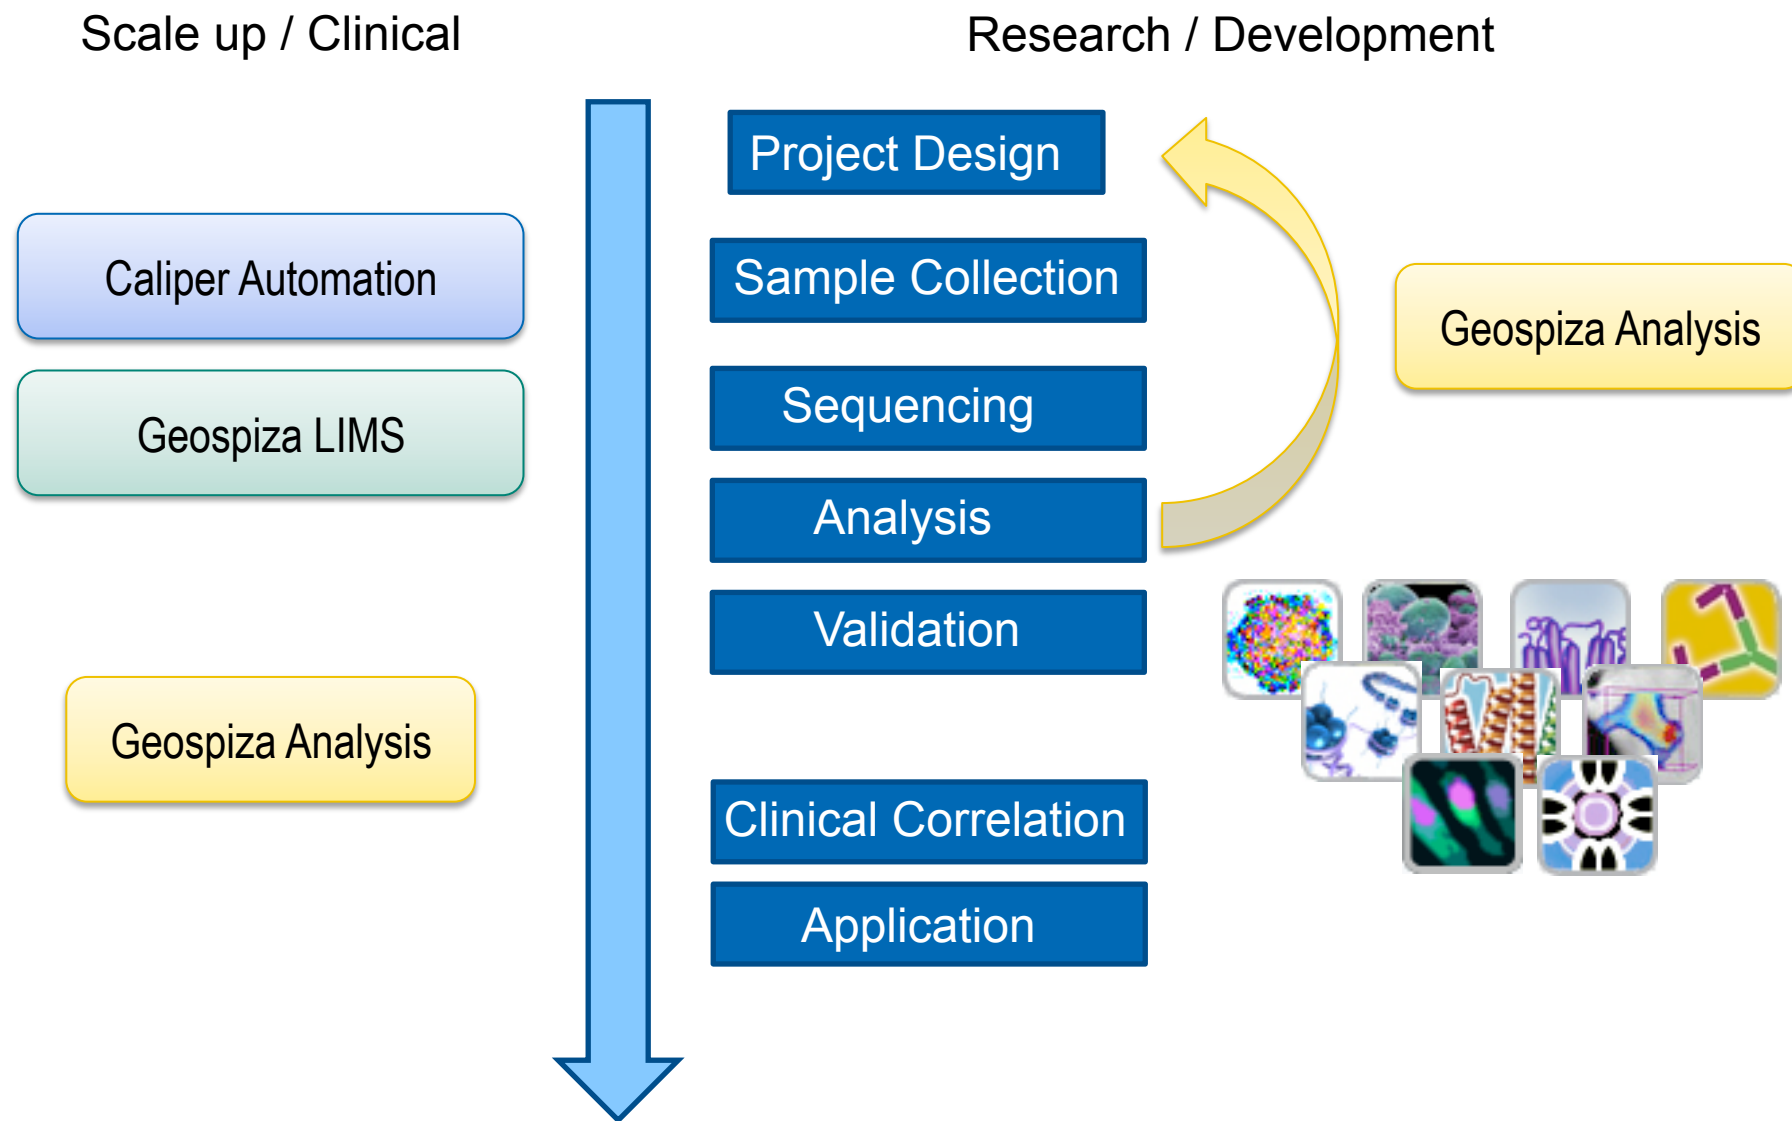 Scale up / Clinical
Research / Development
Project Design
Caliper Automation
Sample Collection
Geospiza Analysis
Geospiza LIMS
Sequencing
Analysis
Validation
Geospiza Analysis
Clinical Correlation
Application